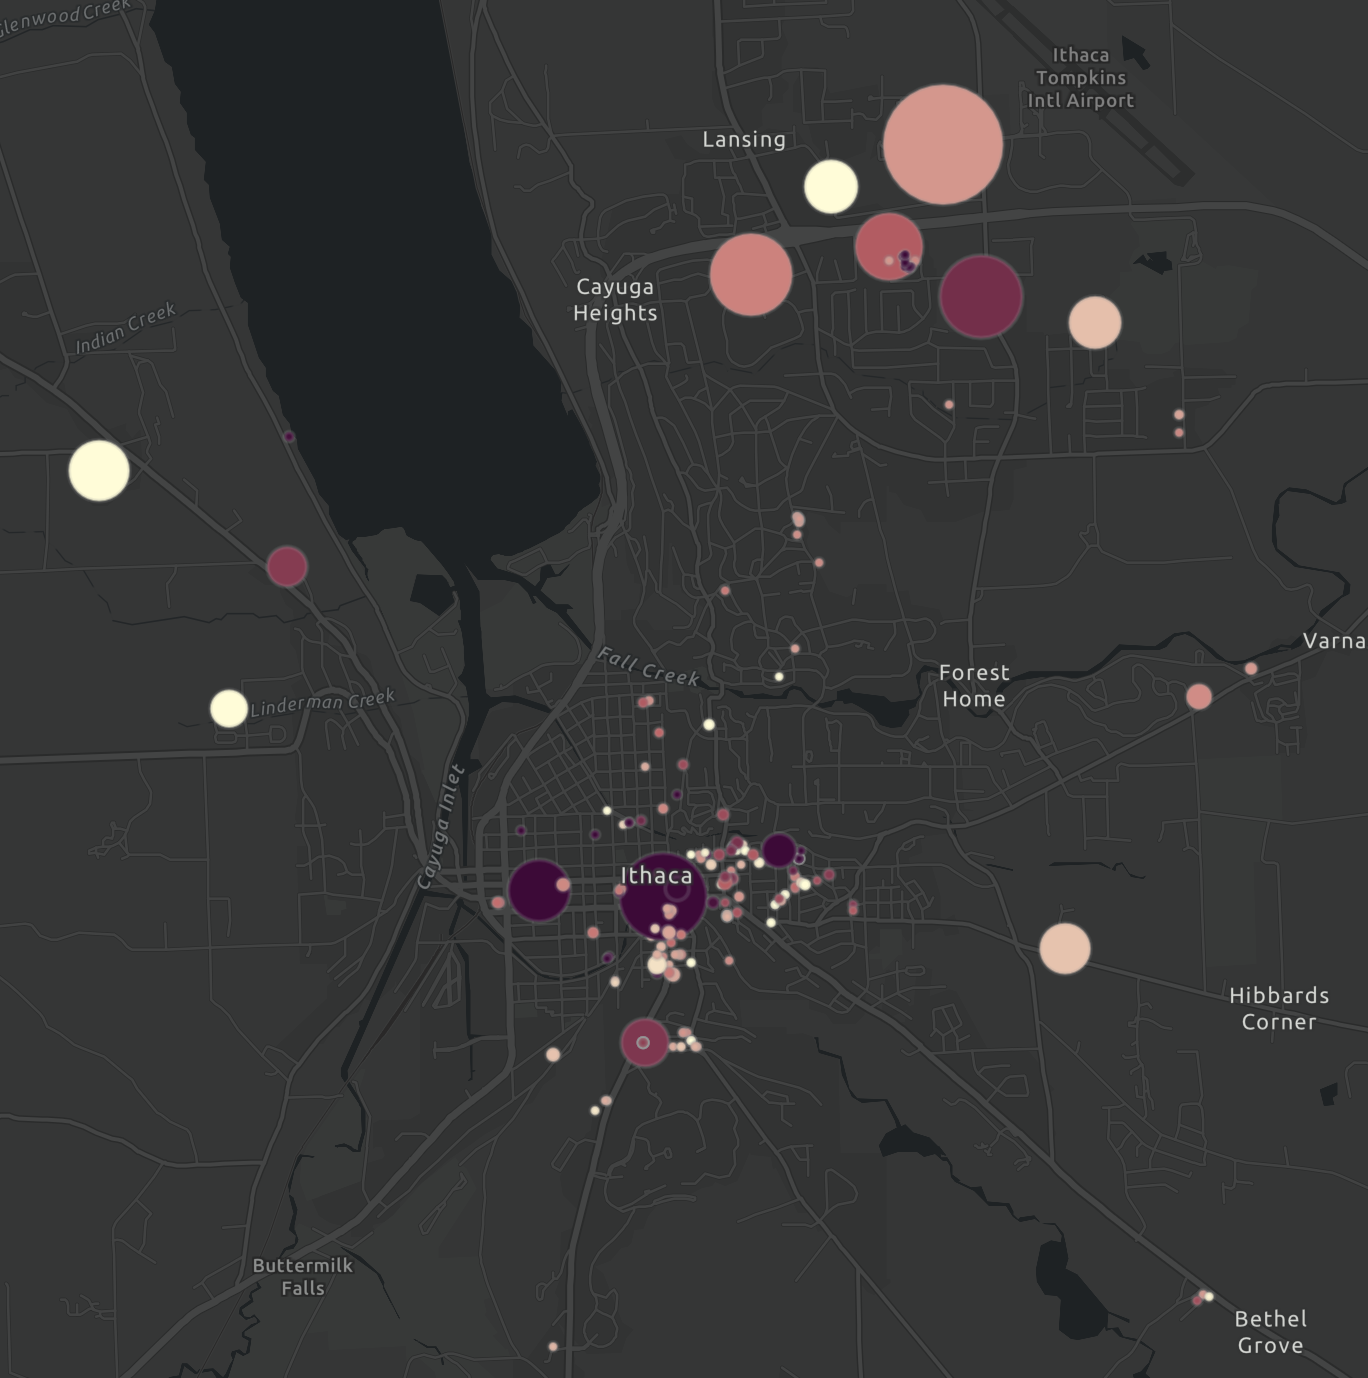 Glenwood Creek
Ithaca
Tompkins
Intl Airport
Lansing
Cayuga
Heights
Indian Creek
Varna
Fall Creek
Forest
Home
Linderman Creek
Cayuga Inlet
Ithaca
Hibbards
Corner
Buttermilk
Falls
Bethel
Grove